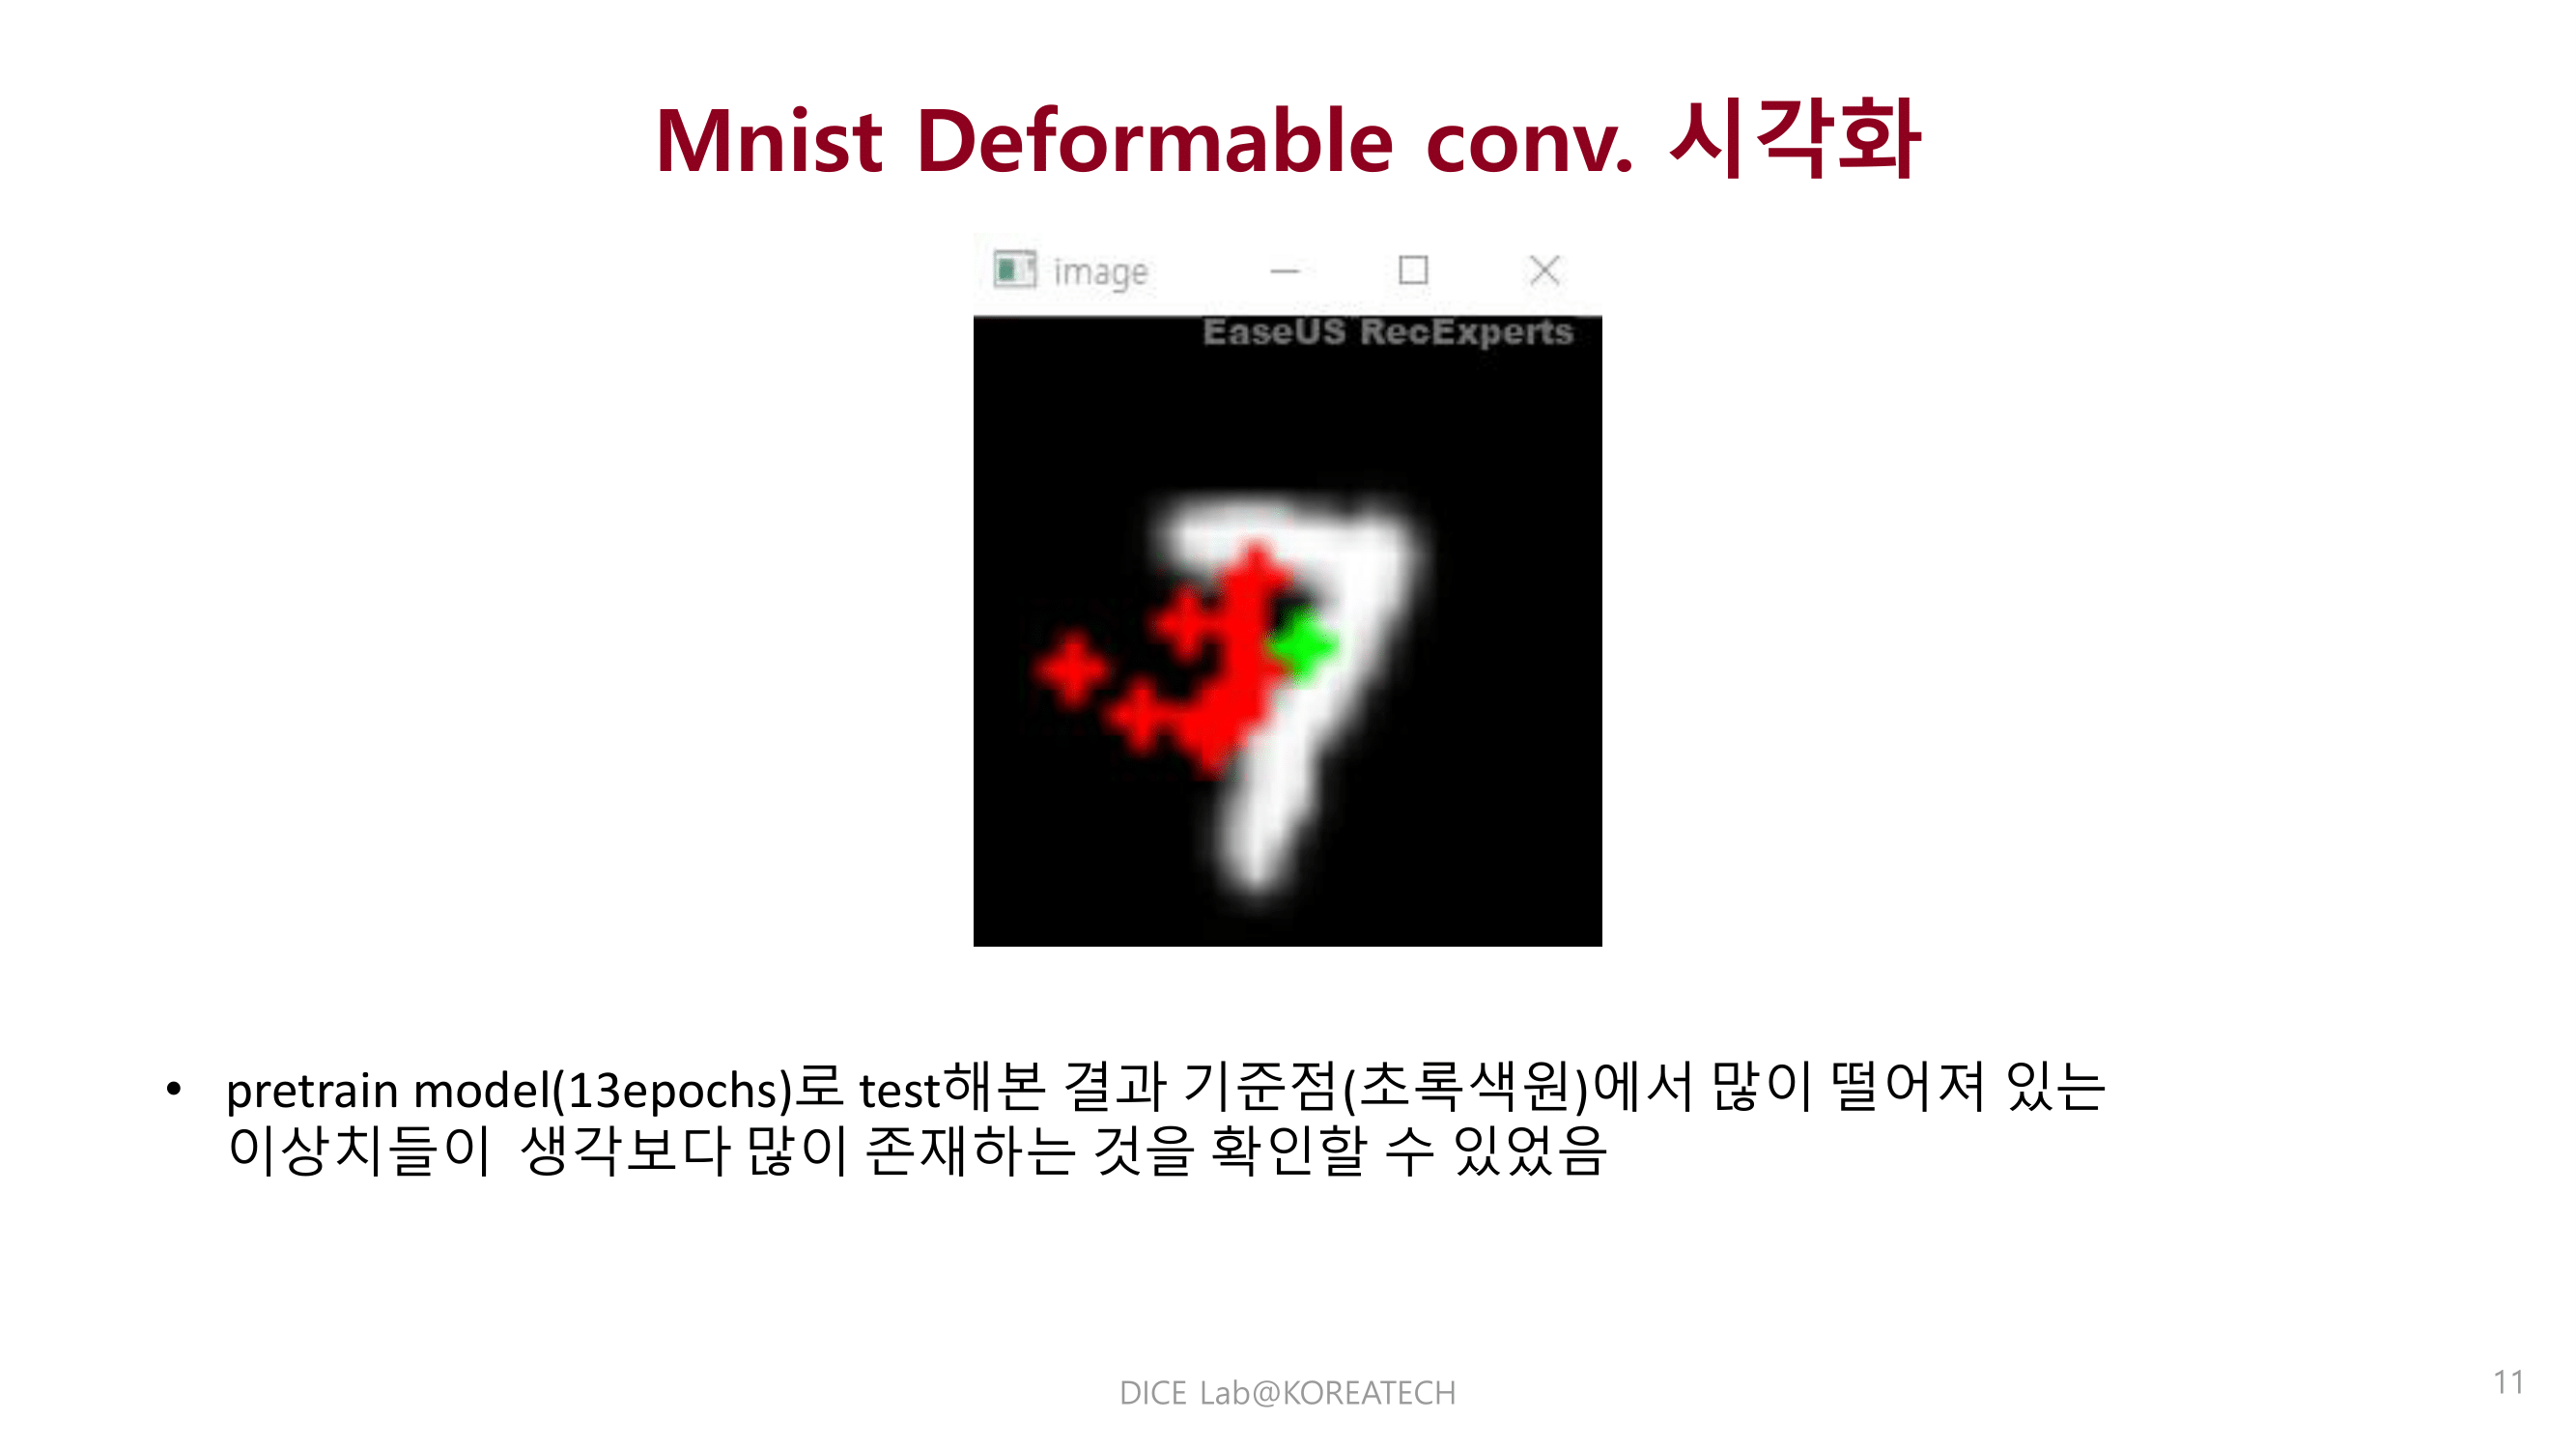 Mnist Deformable conv. 시각화
image
EaseUS RecExperts
• pretrain model(13epochs)로 test해본 결과 기준점(초록색원)에서 많이 떨어져 있는
이상치들이 생각보다 많이 존재하는 것을 확인할 수 있었음
DICE Lab@KOREATECH
11